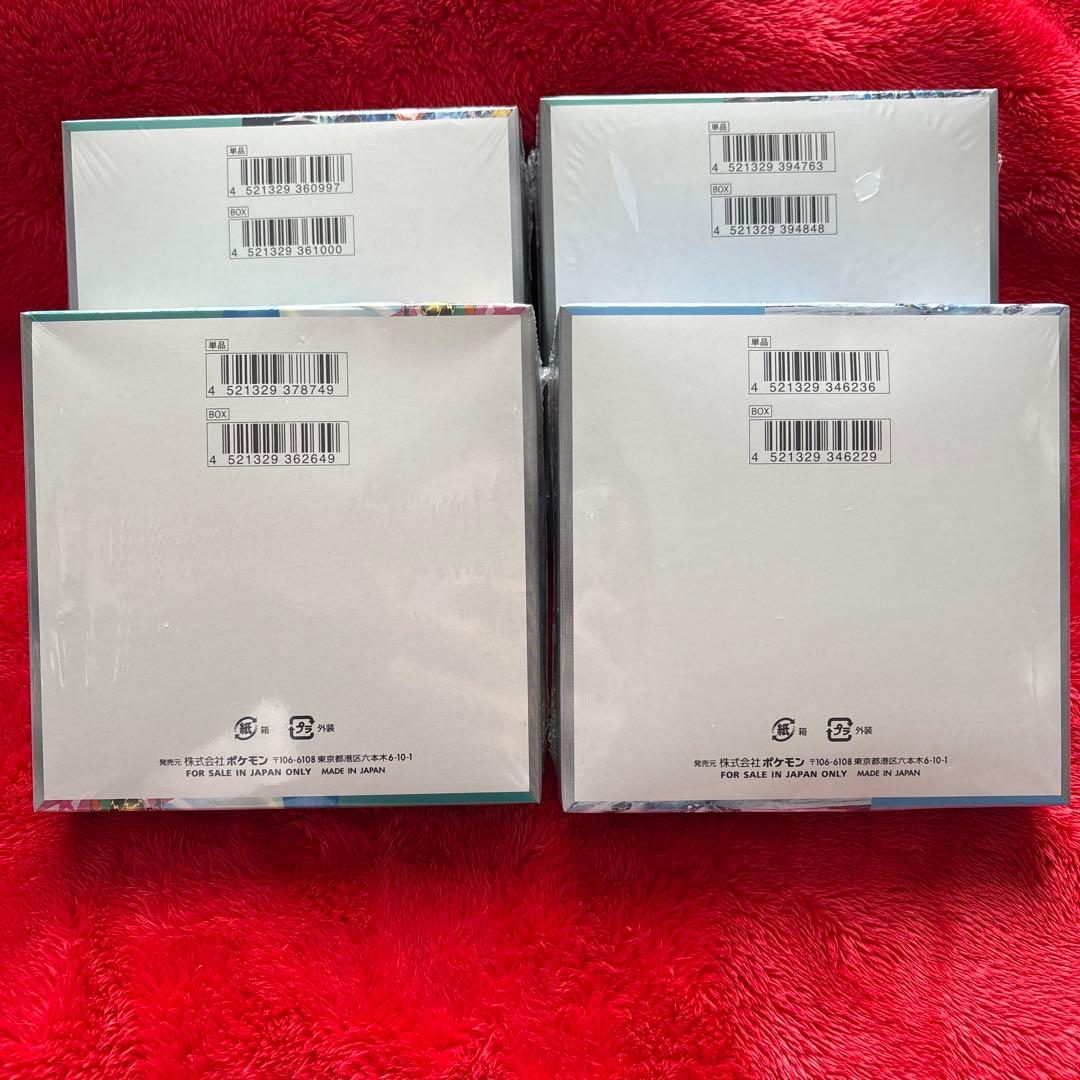 単品
4 521329 360997
BOX
4 521329 361000
単品
4 521329 394763
BOX
4 521329 394848
単品
4 521329 378749
BOX
4 521329 362649
紙 箱 プラ 外装
発売元 株式会社 ポケモン 〒106-6108 東京都港区六本木6-10-1
FOR SALE IN JAPAN ONLY MADE IN JAPAN
単品
4 521329 346236
BOX
4 521329 346229
紙 箱 プラ 外装
発売元 株式会社 ポケモン 〒106-6108 東京都港区六本木6-10-1
FOR SALE IN JAPAN ONLY MADE IN JAPAN